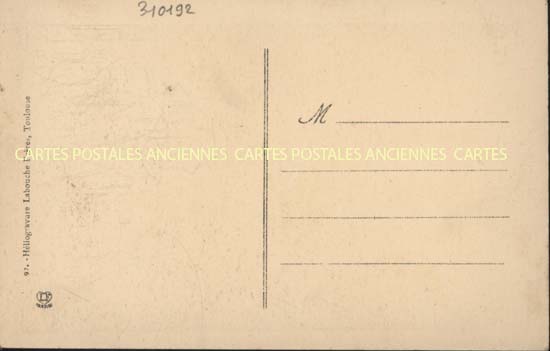 310192
M
CARTES POSTALES ANCIENNES CARTES POSTALES ANCIENNES CARTES
97. - Héliogravure Labouche Frères, Toulouse